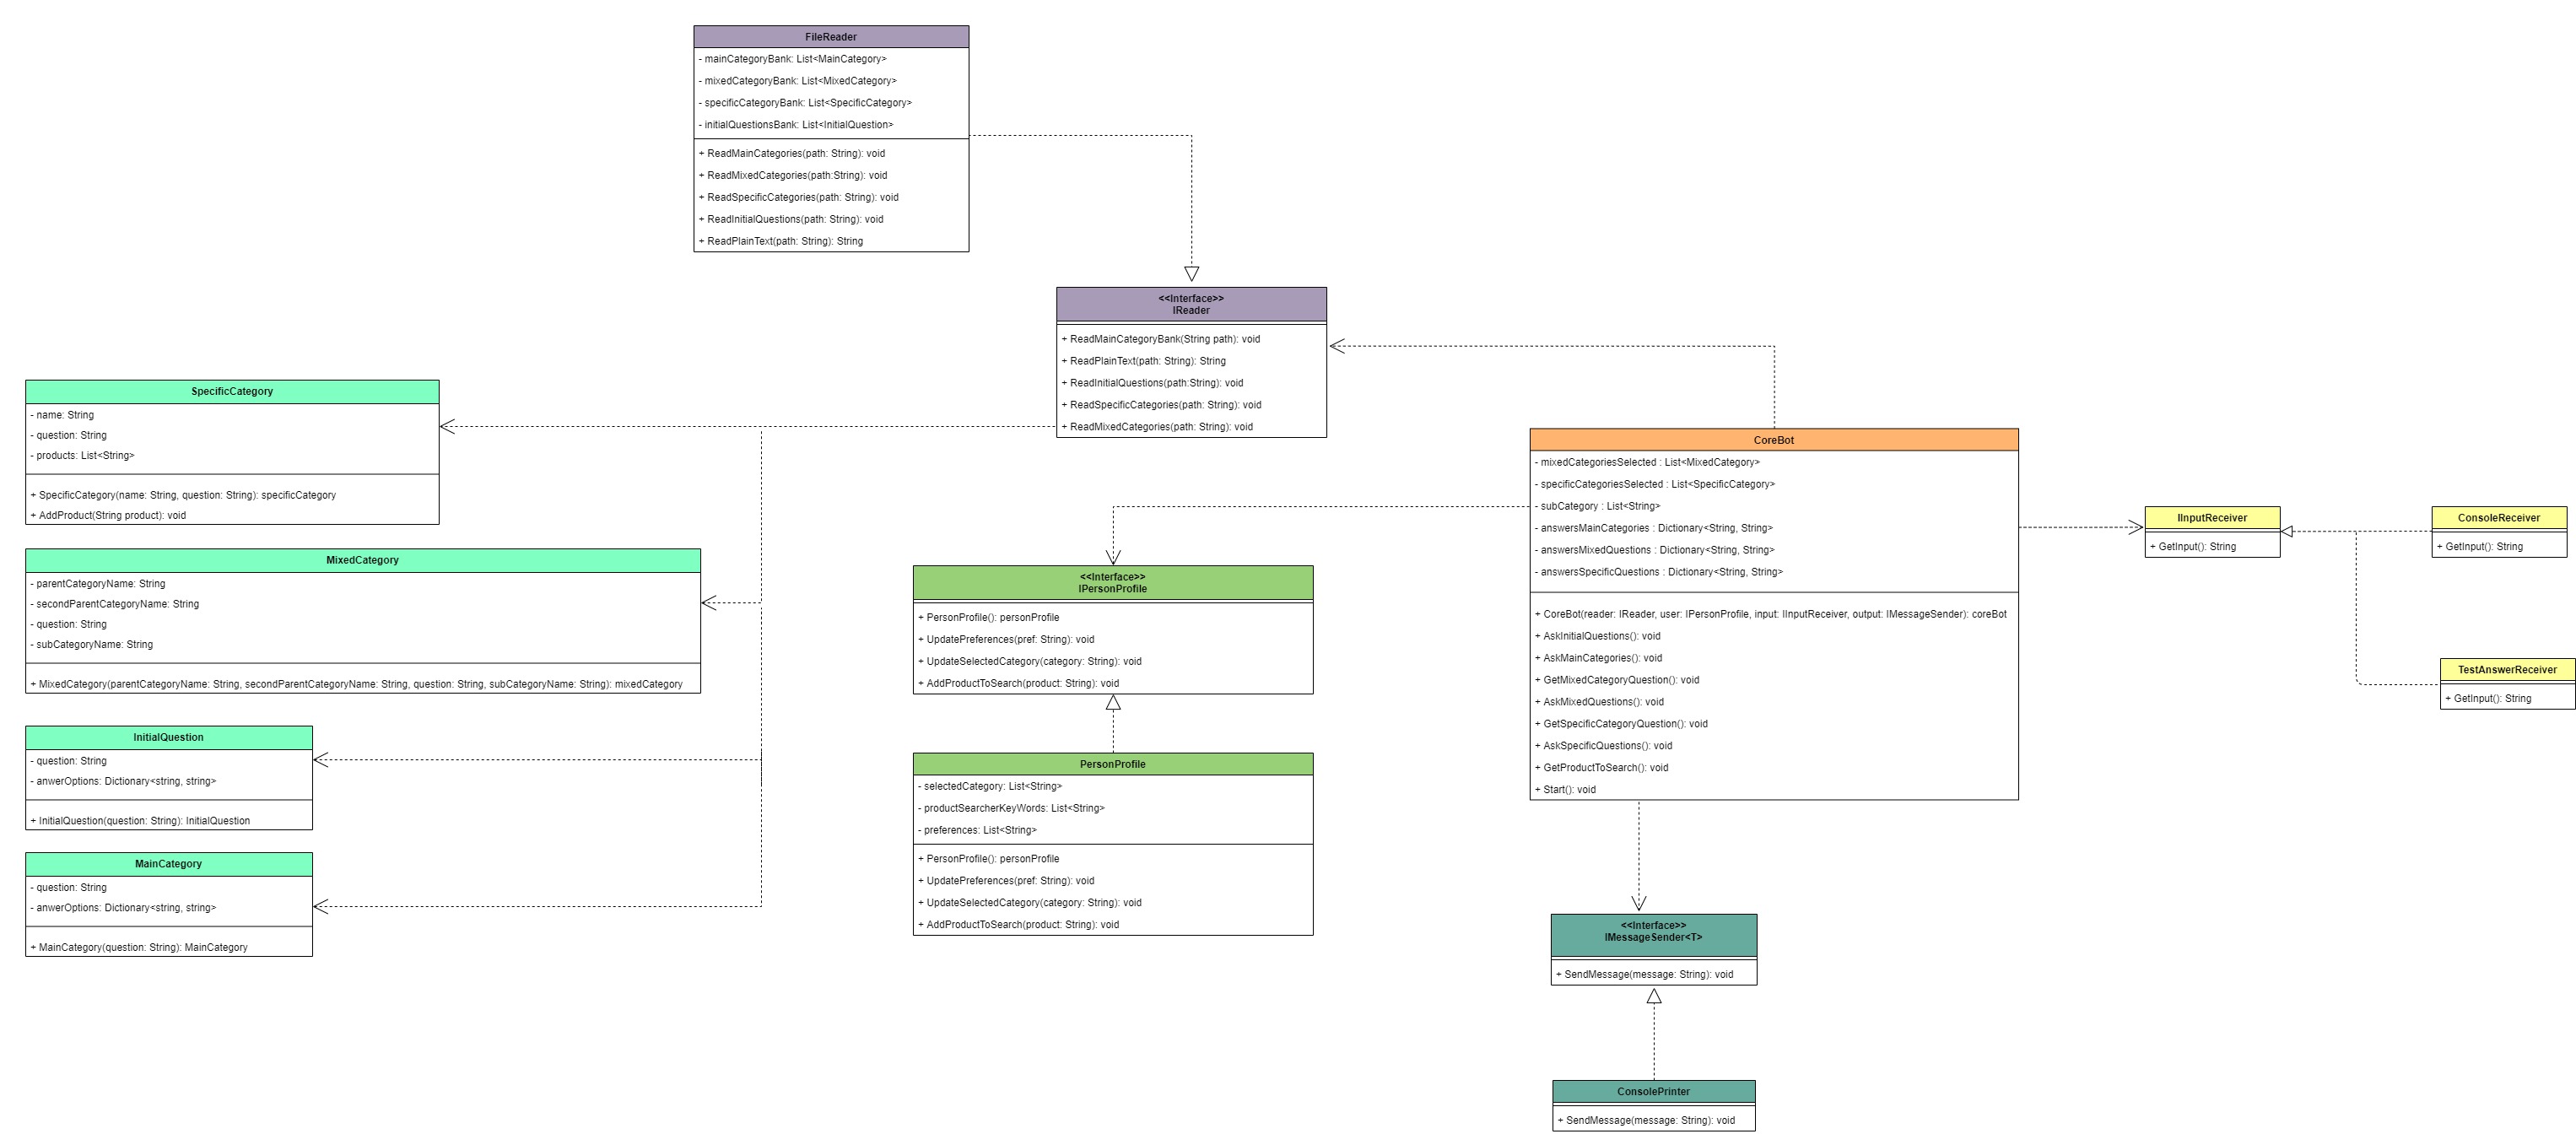 FileReader
- mainCategoryBank: List<MainCategory>
- mixedCategoryBank: List<MixedCategory>
- specificCategoryBank: List<SpecificCategory>
- initialQuestionsBank: List<InitialQuestion>
+ ReadMainCategories(path: String): void
+ ReadMixedCategories(path:String): void
+ ReadSpecificCategories(path: String): void
+ ReadInitialQuestions(path: String): void
+ ReadPlainText(path: String): String
<<Interface>>
IReader
+ ReadMainCategoryBank(String path): void
+ ReadPlainText(path: String): String
+ ReadInitialQuestions(path:String): void
+ ReadSpecificCategories(path: String): void
+ ReadMixedCategories(path: String): void
SpecificCategory
- name: String
- question: String
- products: List<String>
+ SpecificCategory(name: String, question: String): specificCategory
+ AddProduct(String product): void
MixedCategory
- parentCategoryName: String
- secondParentCategoryName: String
- question: String
- subCategoryName: String
+ MixedCategory(parentCategoryName: String, secondParentCategoryName: String, question: String, subCategoryName: String): mixedCategory
InitialQuestion
- question: String
- anwerOptions: Dictionary<string, string>
+ InitialQuestion(question: String): InitialQuestion
MainCategory
- question: String
- anwerOptions: Dictionary<string, string>
+ MainCategory(question: String): MainCategory
<<Interface>>
IPersonProfile
+ PersonProfile(): personProfile
+ UpdatePreferences(pref: String): void
+ UpdateSelectedCategory(category: String): void
+ AddProductToSearch(product: String): void
PersonProfile
- selectedCategory: List<String>
- productSearcherKeyWords: List<String>
- preferences: List<String>
+ PersonProfile(): personProfile
+ UpdatePreferences(pref: String): void
+ UpdateSelectedCategory(category: String): void
+ AddProductToSearch(product: String): void
CoreBot
- mixedCategoriesSelected : List<MixedCategory>
- specificCategoriesSelected : List<SpecificCategory>
- subCategory : List<String>
- answersMainCategories : Dictionary<String, String>
- answersMixedQuestions : Dictionary<String, String>
- answersSpecificQuestions : Dictionary<String, String>
+ CoreBot(reader: IReader, user: IPersonProfile, input: IInputReceiver, output: IMessageSender): coreBot
+ AskInitialQuestions(): void
+ AskMainCategories(): void
+ GetMixedCategoryQuestion(): void
+ AskMixedQuestions(): void
+ GetSpecificCategoryQuestion(): void
+ AskSpecificQuestions(): void
+ GetProductToSearch(): void
+ Start(): void
IInputReceiver
+ GetInput(): String
ConsoleReceiver
+ GetInput(): String
TestAnswerReceiver
+ GetInput(): String
<<Interface>>
IMessageSender<T>
+ SendMessage(message: String): void
ConsolePrinter
+ SendMessage(message: String): void